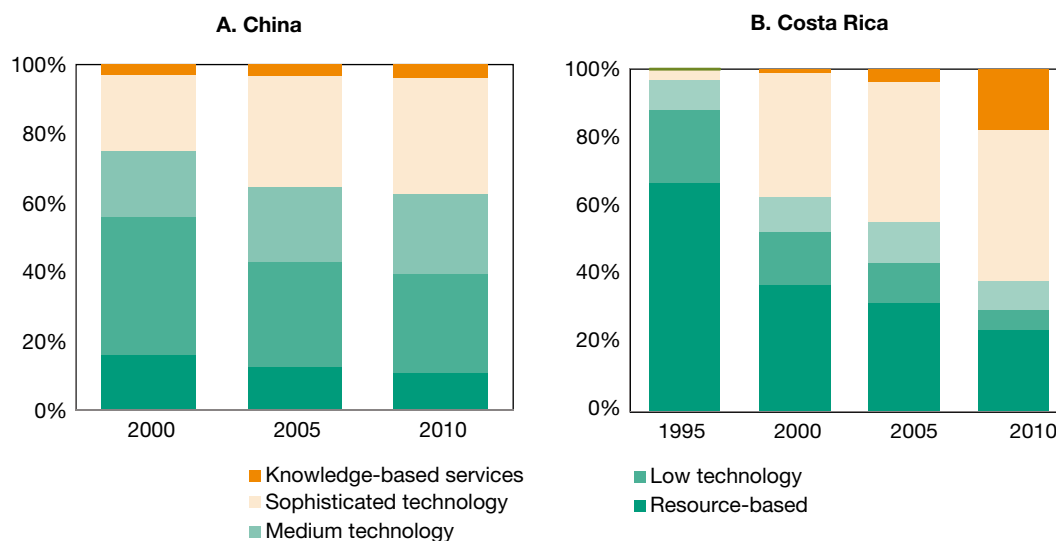 A. China
100%
80%
60%
40%
20%
0%
2000 2005 2010
B. Costa Rica
100%
80%
60%
40%
20%
0%
1995 2000 2005 2010
Knowledge-based services
Sophisticated technology
Medium technology
Low technology
Resource-based